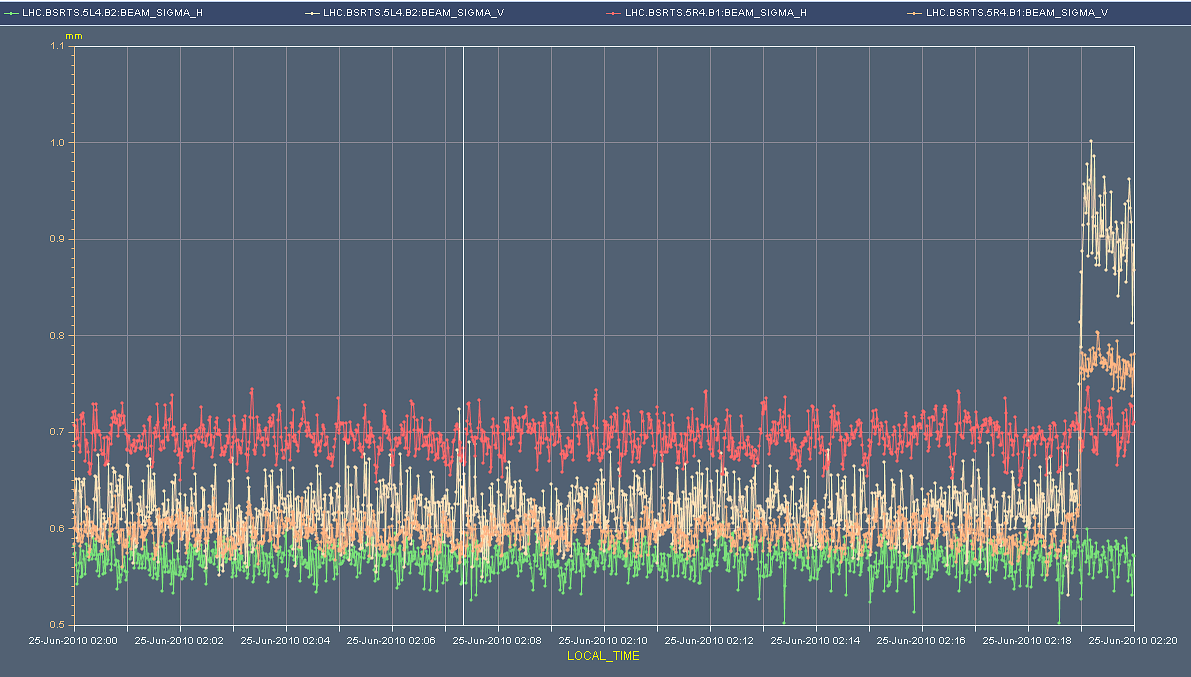 LHC.BSRTS.5L4.B2:BEAM_SIGMA_H LHC.BSRTS.5L4.B2:BEAM_SIGMA_V LHC.BSRTS.5R4.B1:BEAM_SIGMA_H LHC.BSRTS.5R4.B1:BEAM_SIGMA_V
mm
1.1
1.0
0.9
0.8
0.7
0.6
0.5
25-Jun-2010 02:00 25-Jun-2010 02:02 25-Jun-2010 02:04 25-Jun-2010 02:06 25-Jun-2010 02:08 25-Jun-2010 02:10 25-Jun-2010 02:12 25-Jun-2010 02:14 25-Jun-2010 02:16 25-Jun-2010 02:18 25-Jun-2010 02:20
LOCAL_TIME